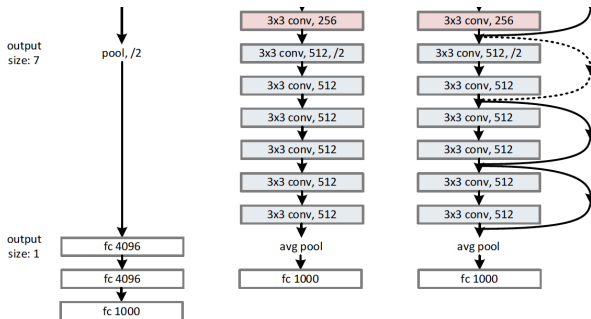 3x3 conv, 256
3x3 conv, 256
output
size: 7
pool, /2
3x3 conv, 512, /2
3x3 conv, 512, /2
3x3 conv, 512
3x3 conv, 512
3x3 conv, 512
3x3 conv, 512
3x3 conv, 512
3x3 conv, 512
3x3 conv, 512
3x3 conv, 512
3x3 conv, 512
3x3 conv, 512
output
size: 1
fc 4096
avg pool
avg pool
fc 4096
fc 1000
fc 1000
fc 1000